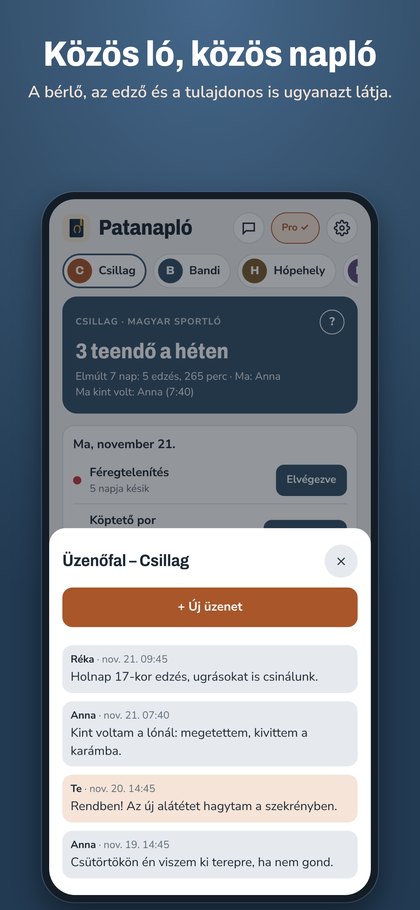 Közös ló, közös napló
A bérlő, az edző és a tulajdonos is ugyanazt látja.
Patanapló
Pro ✓
C Csillag
B Bandi
H Hópehely
CSILLAG · MAGYAR SPORTLÓ
?
3 teendő a héten
Elmúlt 7 nap: 5 edzés, 265 perc · Ma: Anna
Ma kint volt: Anna (7:40)
Ma, november 21.
Féregtelenítés
5 napja késik
Elvégezve
Köptető por
Üzenőfal – Csillag
×
+ Új üzenet
Réka · nov. 21. 09:45
Holnap 17-kor edzés, ugrásokat is csinálunk.
Anna · nov. 21. 07:40
Kint voltam a lónál: megetettem, kivittem a
karámba.
Te · nov. 20. 14:45
Rendben! Az új alátétet hagytam a szekrényben.
Anna · nov. 19. 14:45
Csütörtökön én viszem ki terepre, ha nem gond.